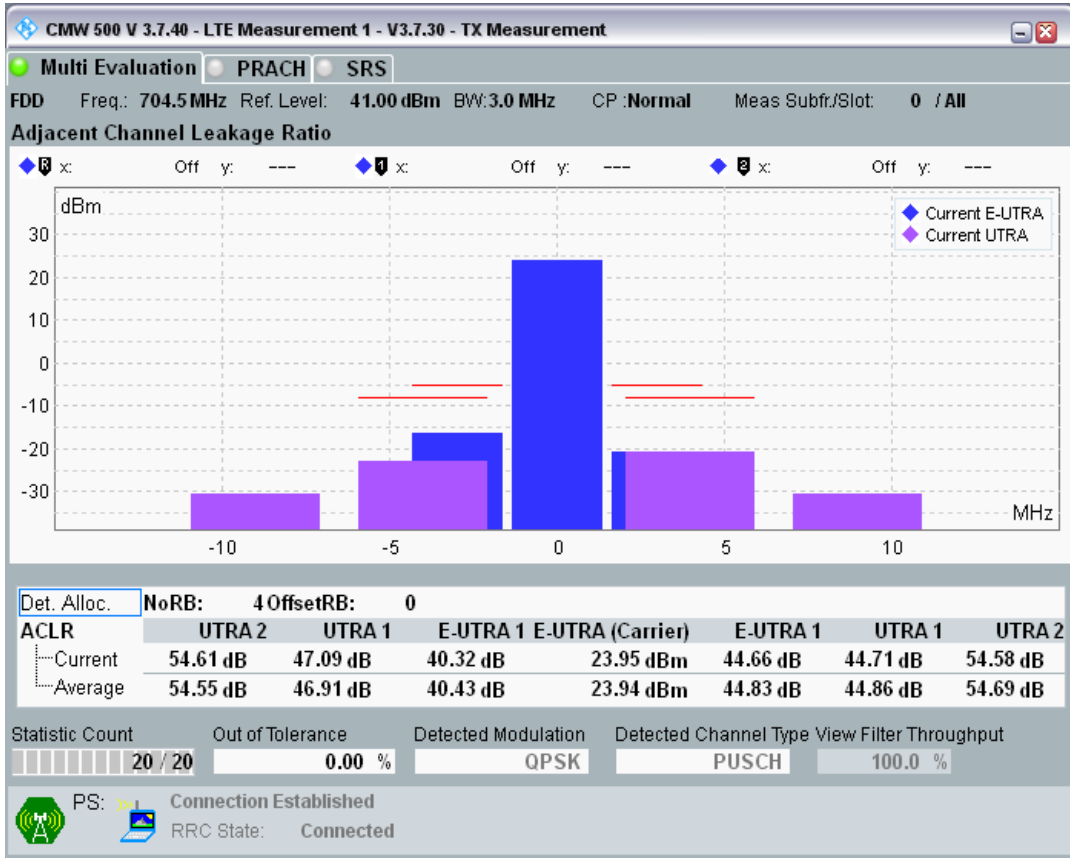 CMW 500 V 3.7.40 - LTE Measurement 1 - V3.7.30 - TX Measurement
Multi Evaluation PRACH SRS
FDD Freq.: 704.5 MHz Ref. Level: 41.00 dBm BW: 3.0 MHz CP :Normal Meas Subfr./Slot: 0 / All
Adjacent Channel Leakage Ratio
R x: Off y: --- 1 x: Off y: --- 2 x: Off y: ---
dBm
Current E-UTRA
Current UTRA
30
20
10
0
-10
-20
-30
MHz
-10 -5 0 5 10
Det. Alloc. NoRB: 4 OffsetRB: 0
ACLR UTRA 2 UTRA 1 E-UTRA 1 E-UTRA (Carrier) E-UTRA 1 UTRA 1 UTRA 2
Current 54.61 dB 47.09 dB 40.32 dB 23.95 dBm 44.66 dB 44.71 dB 54.58 dB
Average 54.55 dB 46.91 dB 40.43 dB 23.94 dBm 44.83 dB 44.86 dB 54.69 dB
Statistic Count Out of Tolerance Detected Modulation Detected Channel Type View Filter Throughput
20 / 20 0.00 % QPSK PUSCH 100.0 %
PS: Connection Established
RRC State: Connected